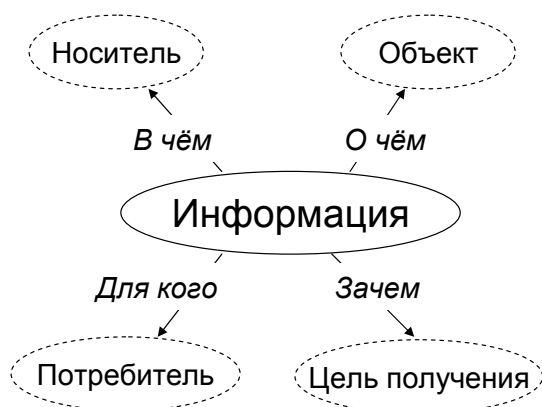 Носитель
Объект
В чём
О чём
Информация
Для кого
Зачем
Потребитель
Цель получения